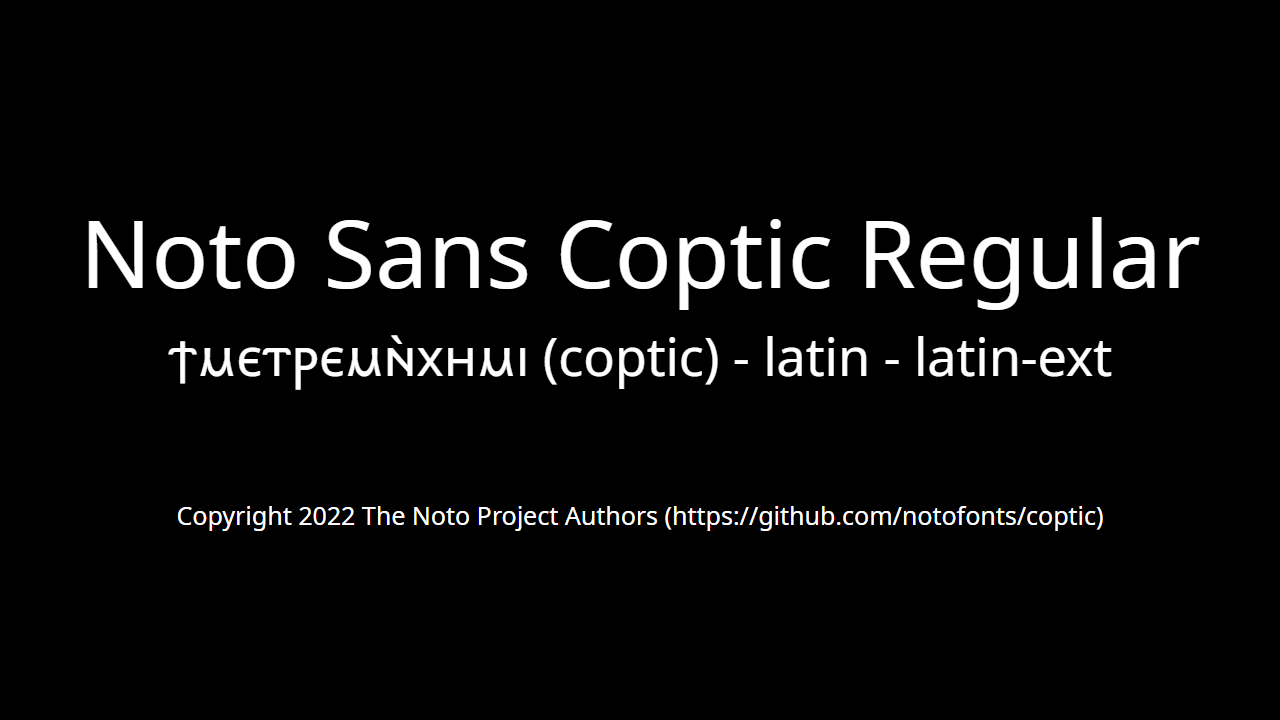 Noto Sans Coptic Regular
ϯⲙⲉⲧⲣⲉⲙⲛ̀ⲭⲏⲙⲓ (coptic) - latin - latin-ext
Copyright 2022 The Noto Project Authors (https://github.com/notofonts/coptic)